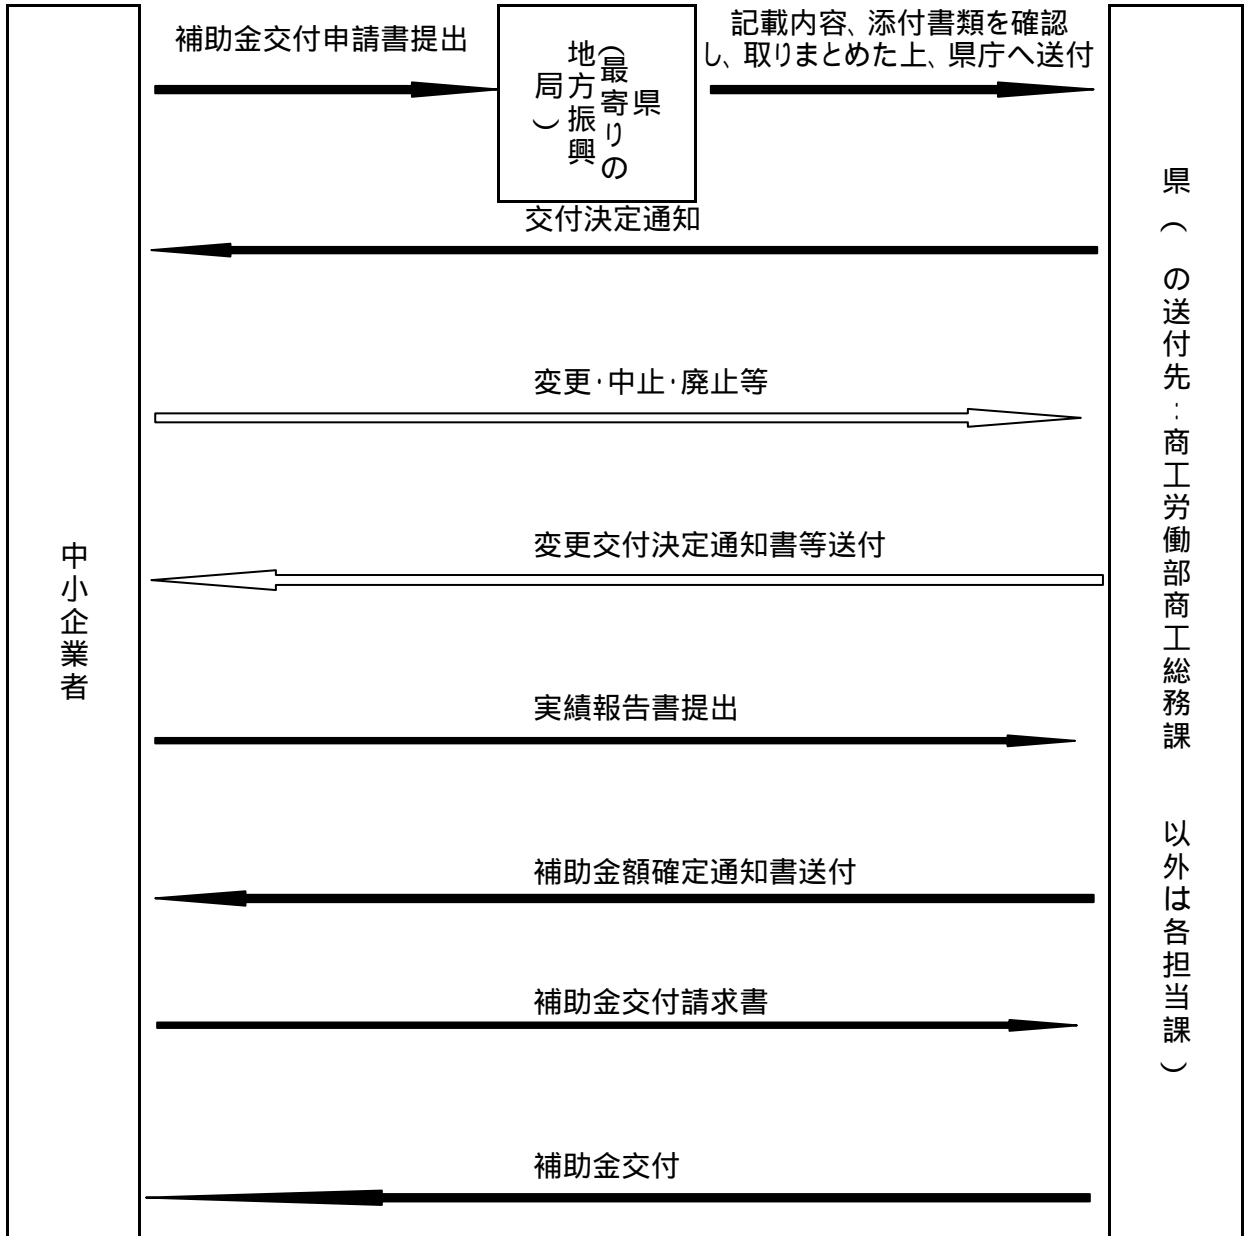 補助金交付申請書提出
県
（最寄りの
地方振興
局）
記載内容、添付書類を確認
し、取りまとめた上、県庁へ送付
交付決定通知
変更・中止・廃止等
変更交付決定通知書等送付
実績報告書提出
補助金額確定通知書送付
補助金交付請求書
補助金交付
中小企業者
県（　の送付先：商工労働部商工総務課　　以外は各担当課）